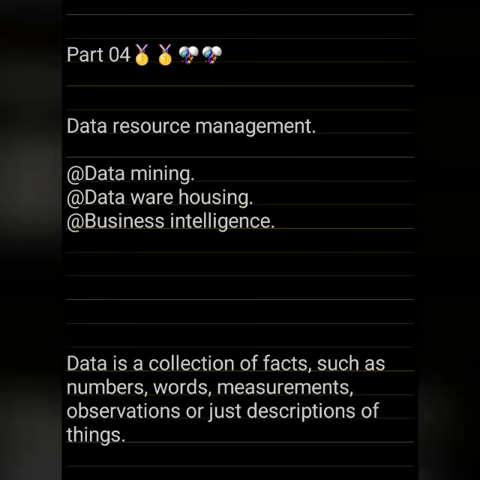 Part 04🏅🏅🎊🎊
Data resource management.
@Data mining.
@Data ware housing.
@Business intelligence.
Data is a collection of facts, such as
numbers, words, measurements,
observations or just descriptions of
things.